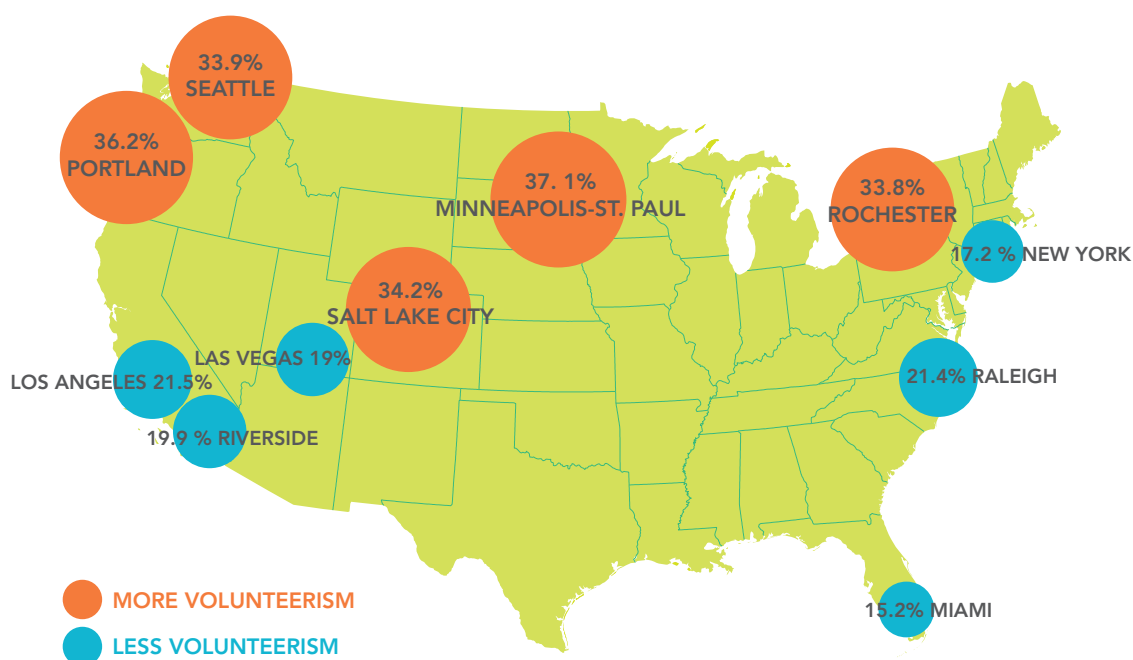 33.9%
SEATTLE
36.2%
PORTLAND
37. 1%
MINNEAPOLIS-ST. PAUL
33.8%
ROCHESTER
17.2 % NEW YORK
34.2%
SALT LAKE CITY
LAS VEGAS 19%
LOS ANGELES 21.5%
21.4% RALEIGH
19.9 % RIVERSIDE
15.2% MIAMI
MORE VOLUNTEERISM
LESS VOLUNTEERISM